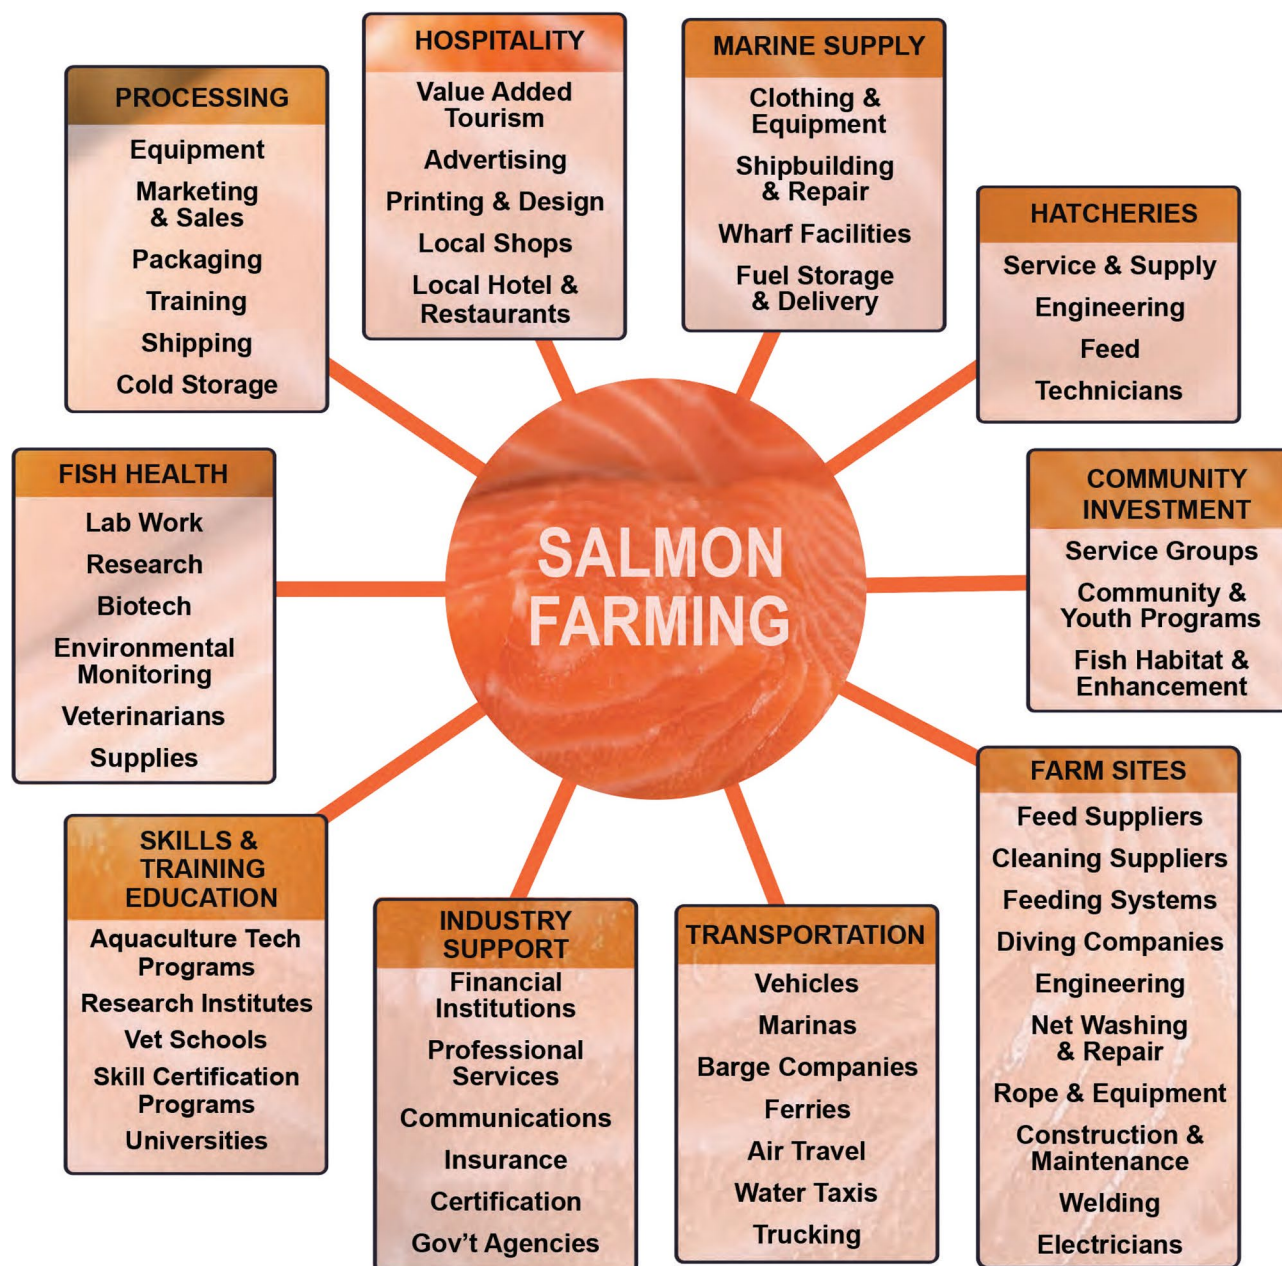 HOSPITALITY
Value Added
Tourism
Advertising
Printing & Design
Local Shops
Local Hotel &
Restaurants
MARINE SUPPLY
Clothing &
Equipment
Shipbuilding
& Repair
Wharf Facilities
Fuel Storage
& Delivery
PROCESSING
Equipment
Marketing
& Sales
Packaging
Training
Shipping
Cold Storage
HATCHERIES
Service & Supply
Engineering
Feed
Technicians
FISH HEALTH
Lab Work
Research
Biotech
Environmental
Monitoring
Veterinarians
Supplies
SALMON
FARMING
COMMUNITY
INVESTMENT
Service Groups
Community &
Youth Programs
Fish Habitat &
Enhancement
SKILLS &
TRAINING
EDUCATION
Aquaculture Tech
Programs
Research Institutes
Vet Schools
Skill Certification
Programs
Universities
INDUSTRY
SUPPORT
Financial
Institutions
Professional
Services
Communications
Insurance
Certification
Gov’t Agencies
TRANSPORTATION
Vehicles
Marinas
Barge Companies
Ferries
Air Travel
Water Taxis
Trucking
FARM SITES
Feed Suppliers
Cleaning Suppliers
Feeding Systems
Diving Companies
Engineering
Net Washing
& Repair
Rope & Equipment
Construction &
Maintenance
Welding
Electricians